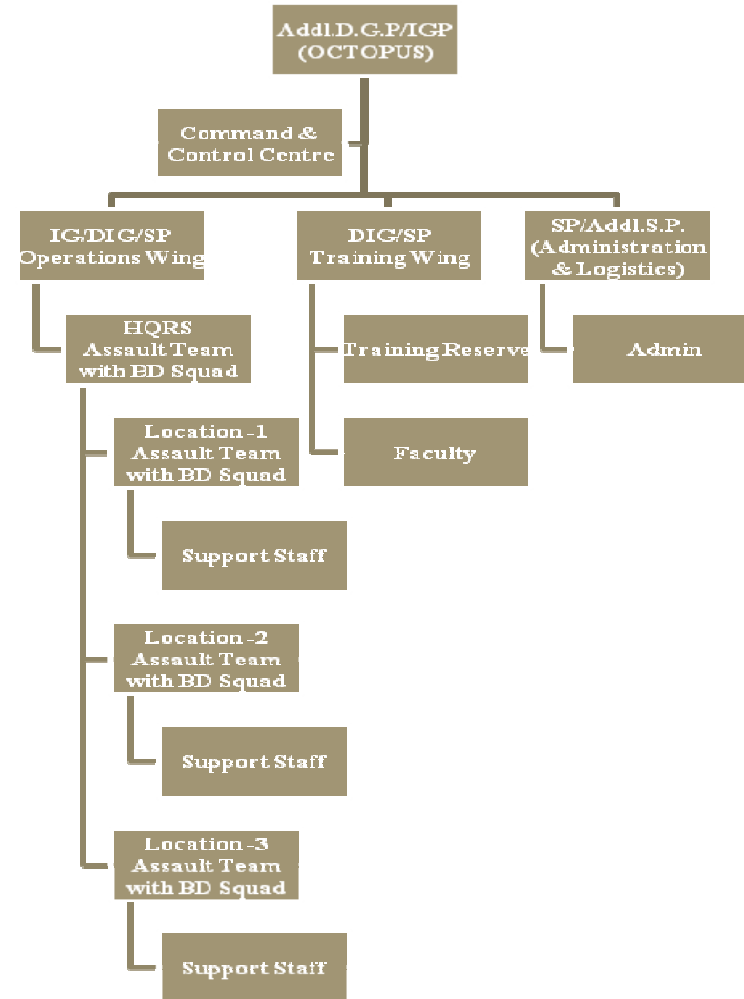 Addl.D.G.P/IGP
(OCTOPUS)
Command &
Control Centre
IG/DIG/SP
Operations Wing
DIG/SP
Training Wing
SP/Addl.S.P.
(Administration
& Logistics)
HQRS
Assault Team
with BD Squad
Training Reserve
Admin
Location -1
Assault Team
with BD Squad
Faculty
Support Staff
Location -2
Assault Team
with BD Squad
Support Staff
Location -3
Assault Team
with BD Squad
Support Staff